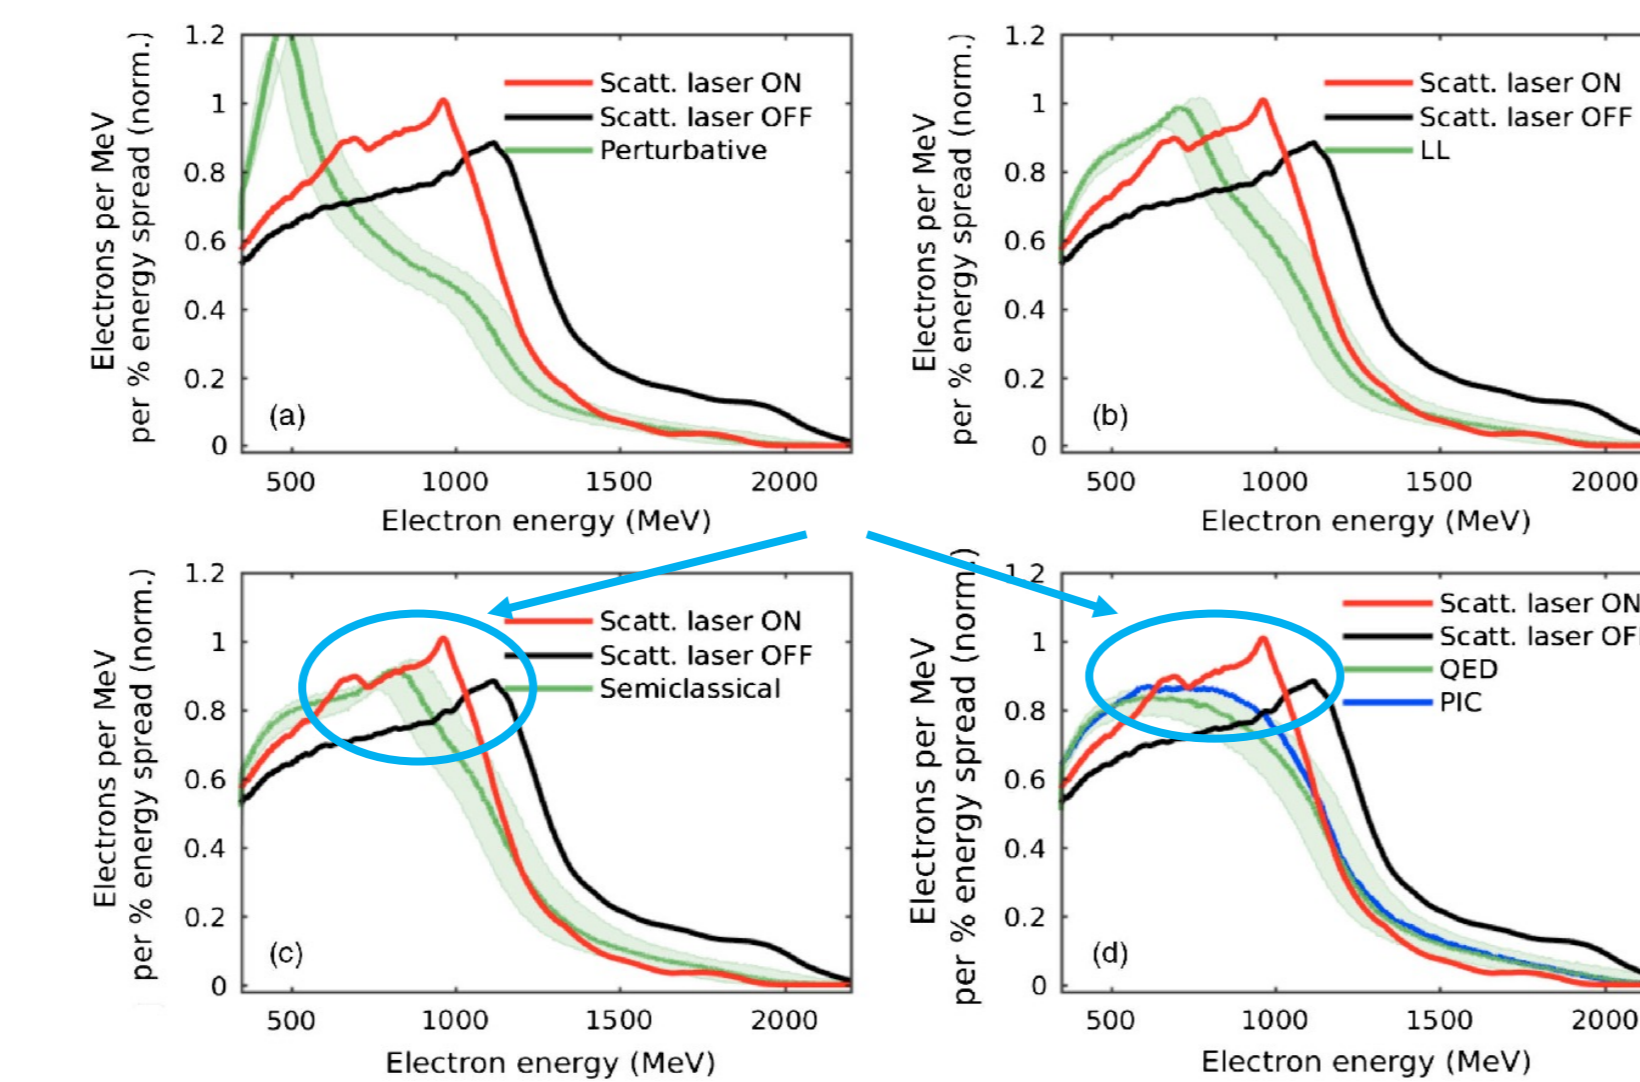 Electrons per MeV
per % energy spread (norm.)
1.2
1
0.8
0.6
0.4
0.2
0
Scatt. laser ON
Scatt. laser OFF
Perturbative
(a)
500 1000 1500 2000
Electron energy (MeV)
Electrons per MeV
per % energy spread (norm.)
1.2
1
0.8
0.6
0.4
0.2
0
Scatt. laser ON
Scatt. laser OFF
LL
(b)
500 1000 1500 2000
Electron energy (MeV)
Electrons per MeV
per % energy spread (norm.)
1.2
1
0.8
0.6
0.4
0.2
0
Scatt. laser ON
Scatt. laser OFF
Semiclassical
(c)
500 1000 1500 2000
Electron energy (MeV)
Electrons per MeV
per % energy spread (norm.)
1.2
1
0.8
0.6
0.4
0.2
0
Scatt. laser ON
Scatt. laser OF
QED
PIC
(d)
500 1000 1500 2000
Electron energy (MeV)